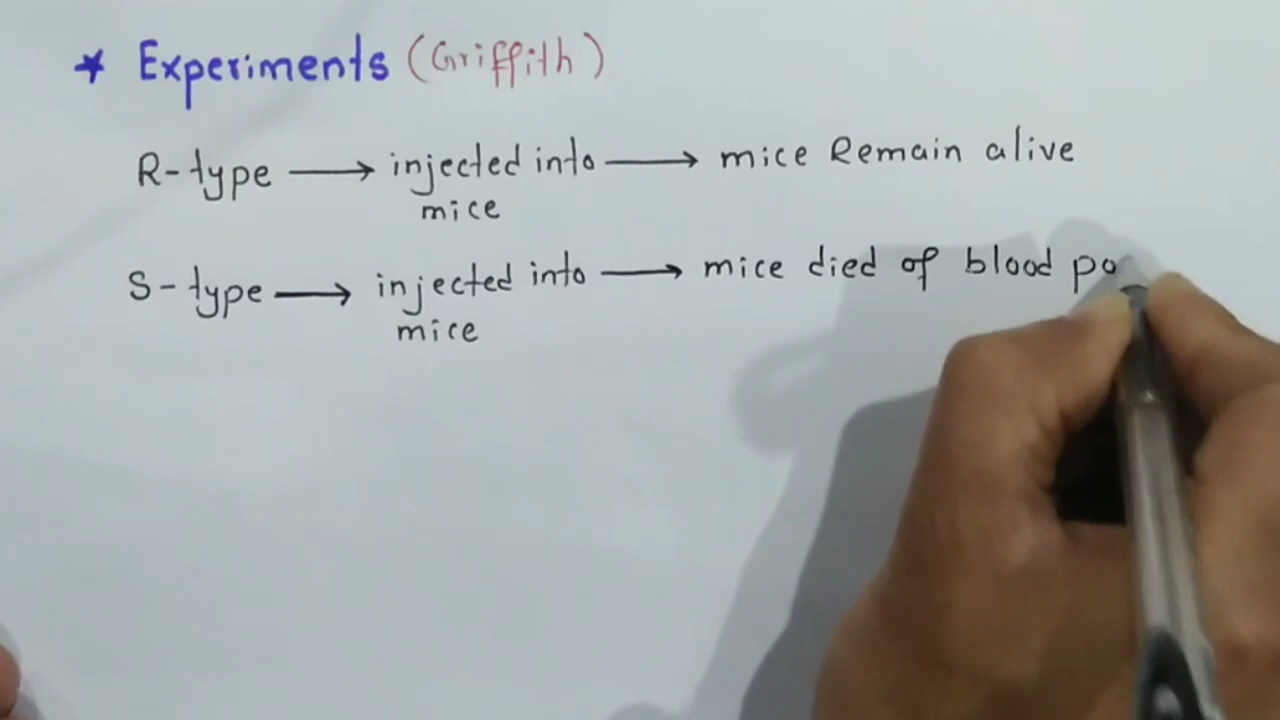 * Experiments (Griffith)
R-type → injected into → mice Remain alive
mice
S-type → injected into → mice died of blood po
mice